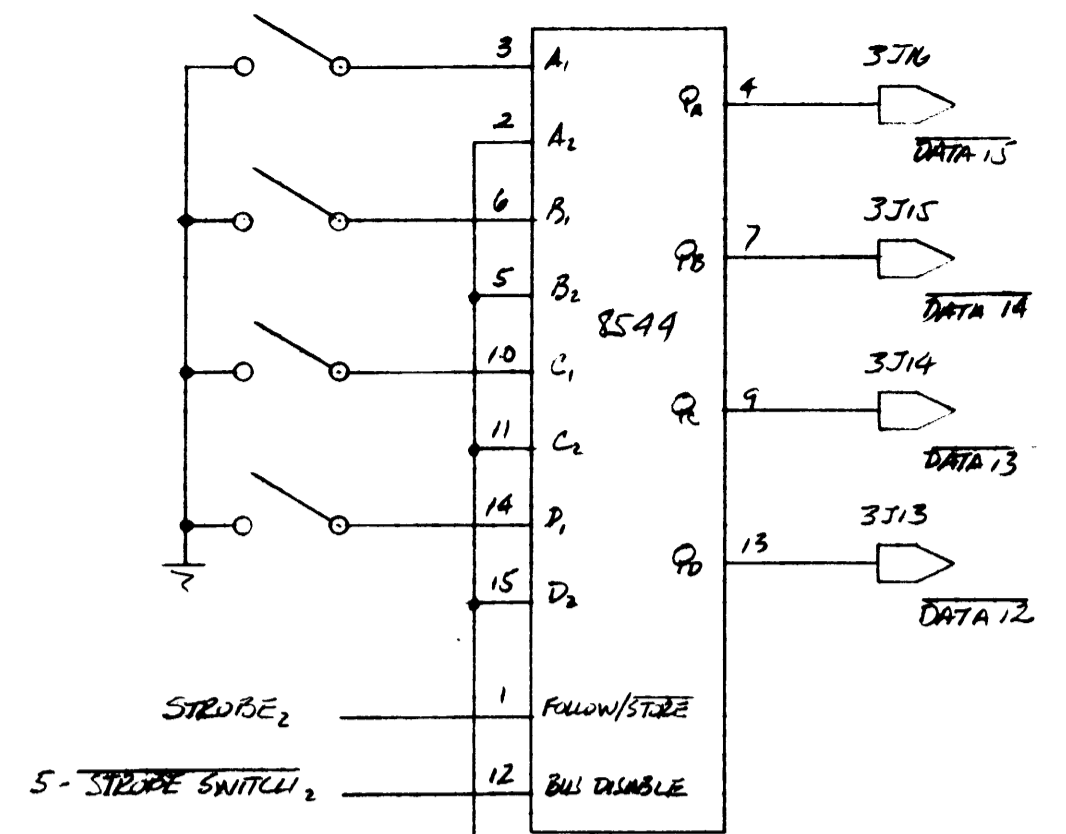 3 A₁
2 A₂
6 B₁
5 B₂
10 C₁
11 C₂
14 D₁
15 D₂
STROBE₂ 1 FOLLOW/STORE
5 - STROBE SWITCH₂ 12 BUS DISABLE
8544
QA 4 3J16
DATA 15
QB 7 3J15
DATA 14
QC 9 3J14
DATA 13
QD 13 3J13
DATA 12